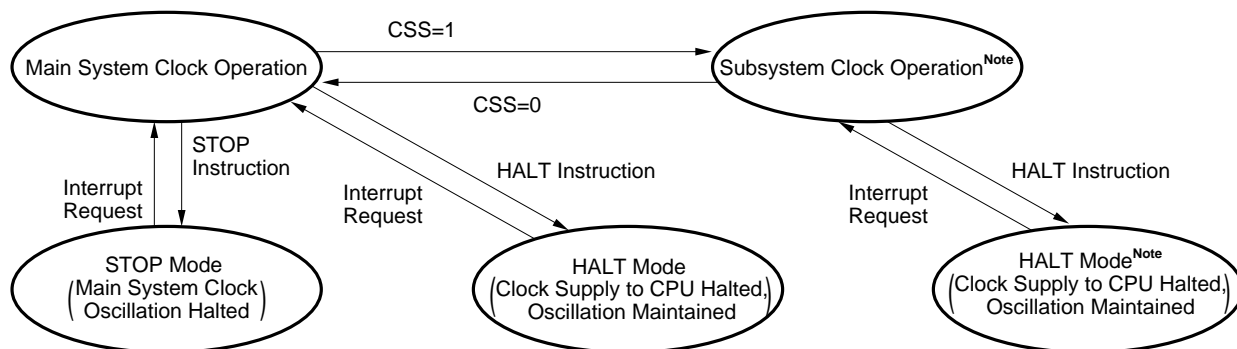 CSS=1
Main System Clock Operation
Subsystem Clock Operation Note
CSS=0
STOP
Instruction
Interrupt
Request
HALT Instruction
Interrupt
Request
HALT Instruction
Interrupt
Request
STOP Mode
(Main System Clock
Oscillation Halted)
HALT Mode
(Clock Supply to CPU Halted,
Oscillation Maintained)
HALT Mode Note
(Clock Supply to CPU Halted,
Oscillation Maintained)